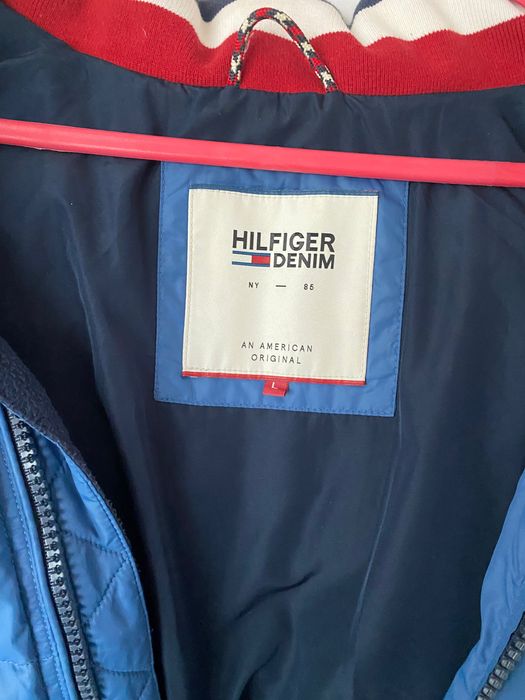 HILFIGER
DENIM
NY — 85
AN AMERICAN
ORIGINAL
L